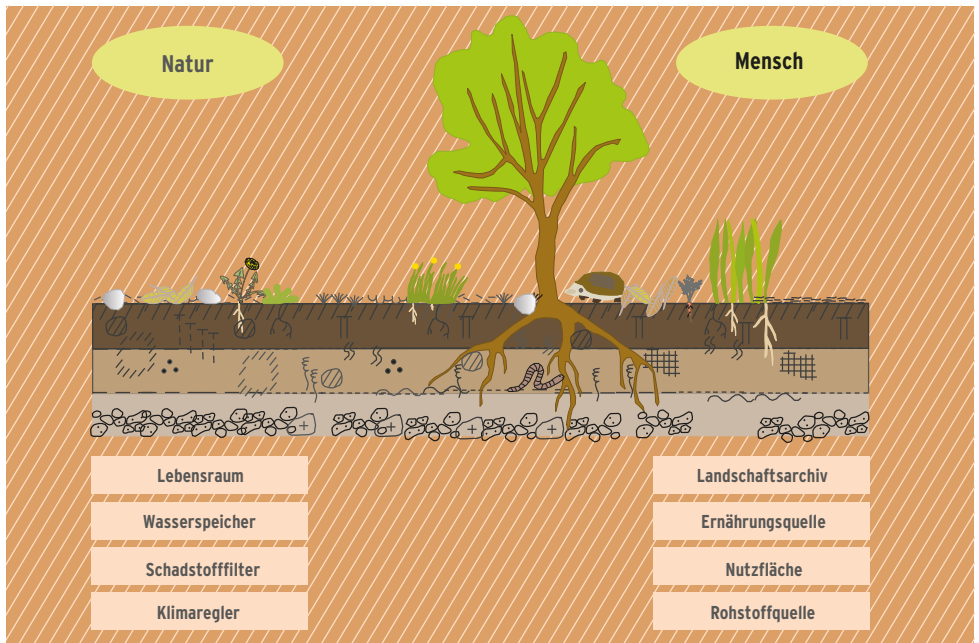 Natur
Mensch
Lebensraum
Wasserspeicher
Schadstofffilter
Klimaregler
Landschaftsarchiv
Ernährungsquelle
Nutzfläche
Rohstoffquelle